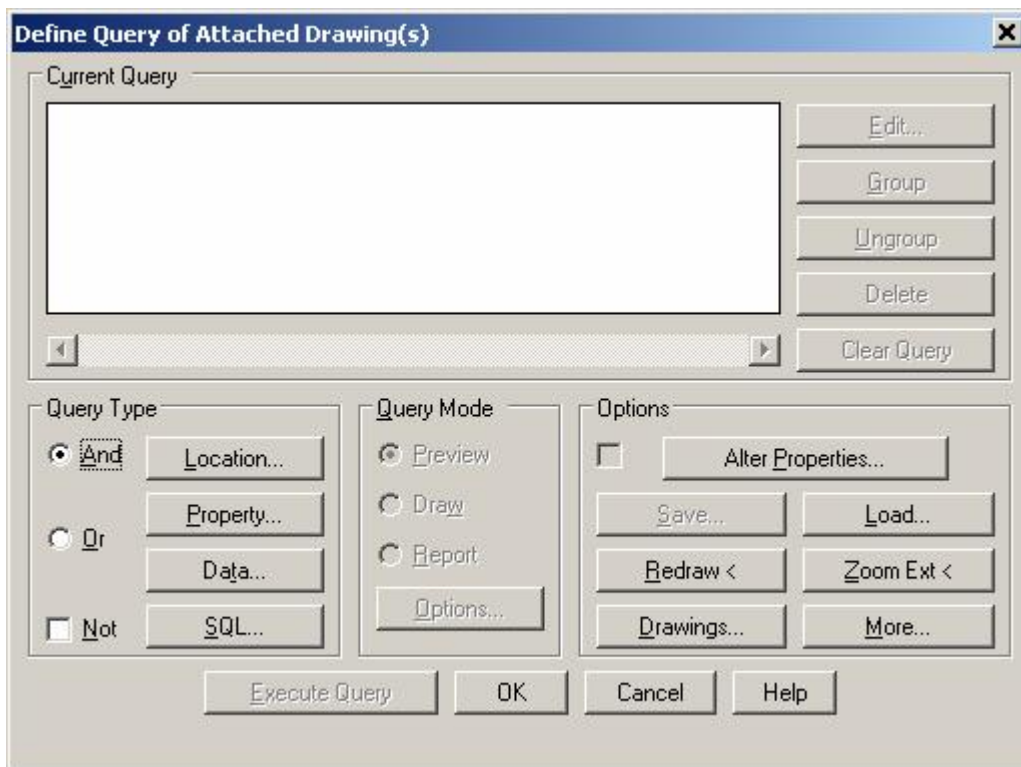 Define Query of Attached Drawing(s)
Current Query
Edit...
Group
Ungroup
Delete
Clear Query
Query Type
And
Location...
Property...
Or
Data...
Not
SQL...
Query Mode
Preview
Draw
Report
Options...
Options
Alter Properties...
Save...
Load...
Redraw <
Zoom Ext <
Drawings...
More...
Execute Query
OK
Cancel
Help